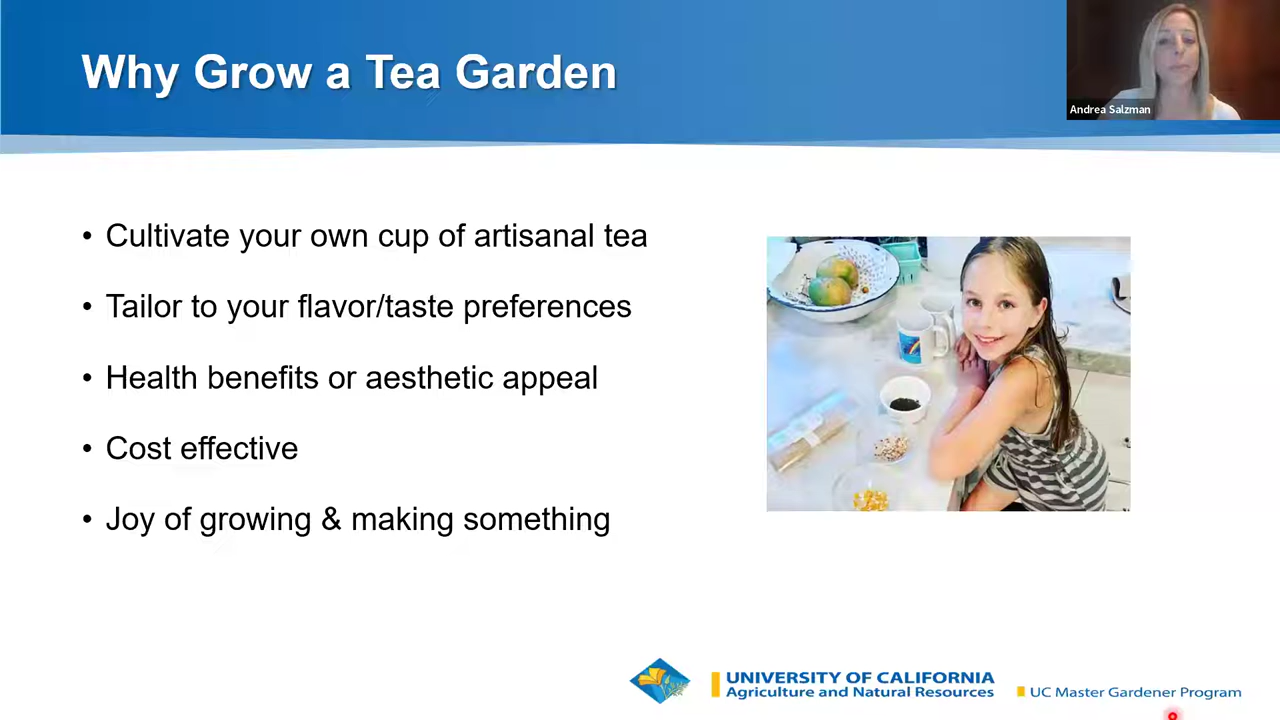 Why Grow a Tea Garden
Andrea Salzman
• Cultivate your own cup of artisanal tea
• Tailor to your flavor/taste preferences
• Health benefits or aesthetic appeal
• Cost effective
• Joy of growing & making something
UNIVERSITY OF CALIFORNIA
Agriculture and Natural Resources
UC Master Gardener Program